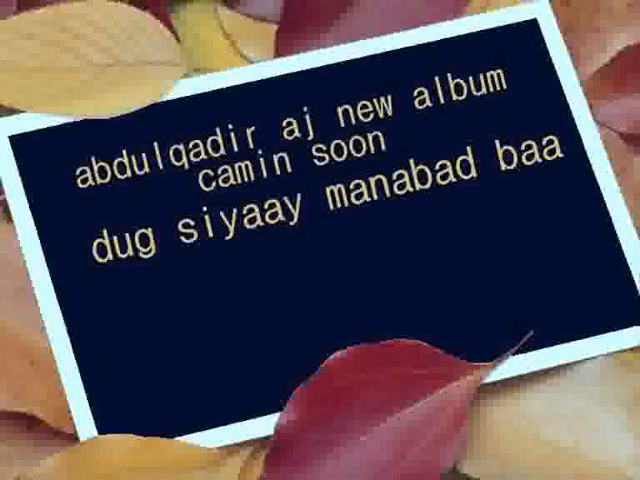 abdulqadir aj new album
camin soon
dug siyaay manabad baa